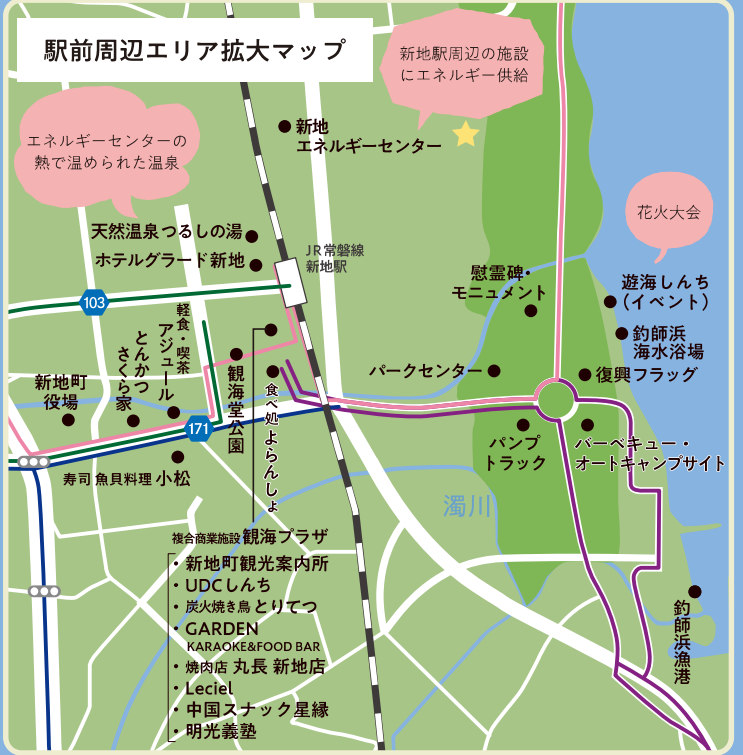 駅前周辺エリア拡大マップ
新地駅周辺の施設
にエネルギー供給
エネルギーセンターの
熱で温められた温泉
新地
エネルギーセンター
花火大会
天然温泉つるしの湯
ホテルグラード新地
JR常磐線
新地駅
慰霊碑・
モニュメント
遊海しんち
（イベント）
釣師浜
海水浴場
103
軽食・喫茶
アジュール
とんかつ
さくら家
新地町
役場
観海堂公園
食べ処 よらんしょ
パークセンター
復興フラッグ
171
パンプ
トラック
バーベキュー・
オートキャンプサイト
寿司 魚貝料理 小松
濁川
複合商業施設 観海プラザ
・新地町観光案内所
・UDCしんち
・炭火焼き鳥 とりてつ
・GARDEN
KARAOKE&FOOD BAR
・焼肉店 丸長 新地店
・Leciel
・中国スナック星縁
・明光義塾
釣師浜漁港